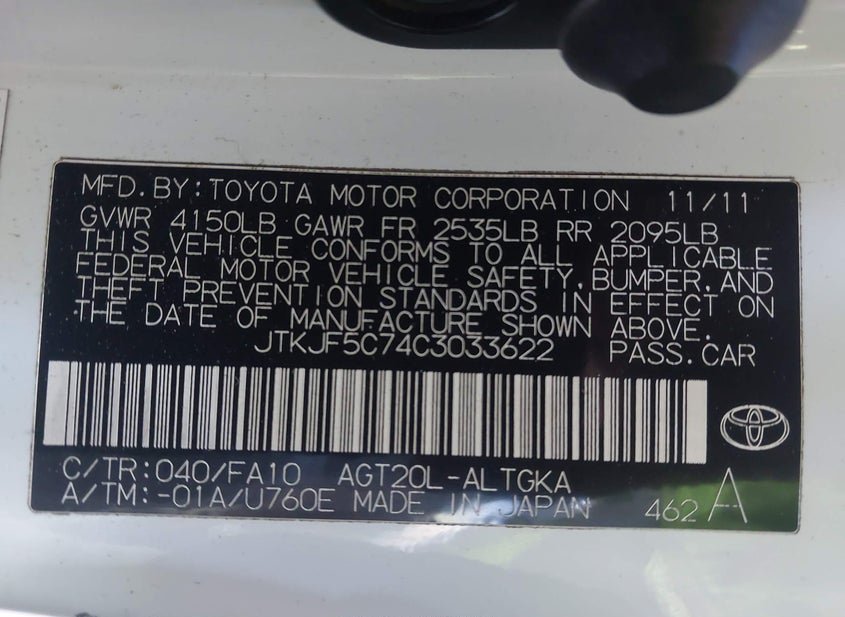 MFD. BY: TOYOTA MOTOR CORPORATION 11/11
GVWR 4150LB GAWR FR 2535LB RR 2095LB
THIS VEHICLE CONFORMS TO ALL APPLICABLE
FEDERAL MOTOR VEHICLE SAFETY, BUMPER, AND
THEFT PREVENTION STANDARDS IN EFFECT ON
THE DATE OF MANUFACTURE SHOWN ABOVE.
JTKJF5C74C3033622 PASS. CAR
C/TR: 040/FA10 AGT20L-ALTGKA
A/TM: -01A/U760E MADE IN JAPAN 462 A